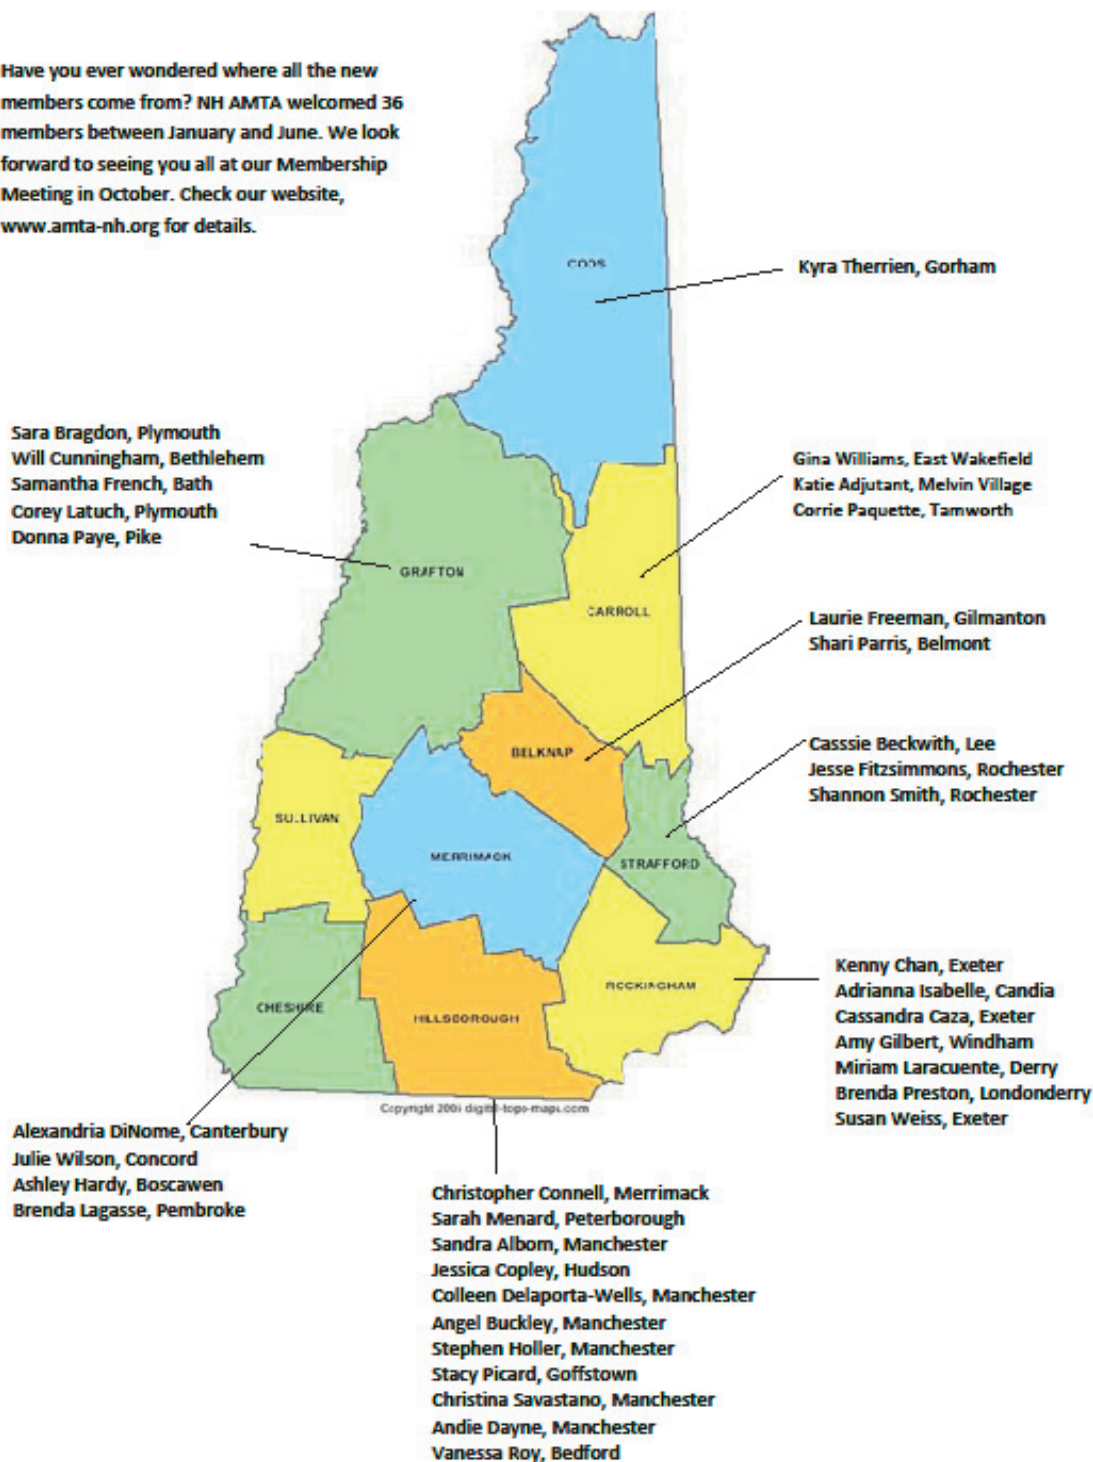 Have you ever wondered where all the new
members come from? NH AMTA welcomed 36
members between January and June. We look
forward to seeing you all at our Membership
Meeting in October. Check our website,
www.amta-nh.org for details.
COOS
Kyra Therrien, Gorham
Sara Bragdon, Plymouth
Will Cunningham, Bethlehem
Samantha French, Bath
Corey Latuch, Plymouth
Donna Paye, Pike
GRAFTON
Gina Williams, East Wakefield
Katie Adjutant, Melvin Village
Corrie Paquette, Tamworth
CARROLL
Laurie Freeman, Gilmanton
Shari Parris, Belmont
BELKNAP
Casssie Beckwith, Lee
Jesse Fitzsimmons, Rochester
Shannon Smith, Rochester
SULLIVAN
MERRIMACK
STRAFFORD
Kenny Chan, Exeter
Adrianna Isabelle, Candia
Cassandra Caza, Exeter
Amy Gilbert, Windham
Miriam Laracuente, Derry
Brenda Preston, Londonderry
Susan Weiss, Exeter
ROCKINGHAM
CHESHIRE
HILLSBOROUGH
Copyright 2005 digital-topo-maps.com
Alexandria DiNome, Canterbury
Julie Wilson, Concord
Ashley Hardy, Boscawen
Brenda Lagasse, Pembroke
Christopher Connell, Merrimack
Sarah Menard, Peterborough
Sandra Albom, Manchester
Jessica Copley, Hudson
Colleen Delaporta-Wells, Manchester
Angel Buckley, Manchester
Stephen Holler, Manchester
Stacy Picard, Goffstown
Christina Savastano, Manchester
Andie Dayne, Manchester
Vanessa Roy, Bedford